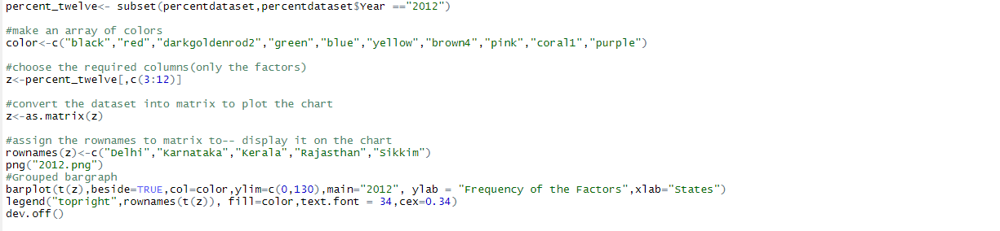 percent_twelve<- subset(percentdataset,percentdataset$Year =="2012")
#make an array of colors
color<-c("black","red","darkgoldenrod2","green","blue","yellow","brown4","pink","coral1","purple")
#choose the required columns(only the factors)
z<-percent_twelve[,c(3:12)]
#convert the dataset into matrix to plot the chart
z<-as.matrix(z)
#assign the rownames to matrix to-- display it on the chart
rownames(z)<-c("Delhi","Karnataka","Kerala","Rajasthan","Sikkim")
png("2012.png")
#Grouped bargraph
barplot(t(z),beside=TRUE,col=color,ylim=c(0,130),main="2012", ylab = "Frequency of the Factors",xlab="States")
legend("topright",rownames(t(z)), fill=color,text.font = 34,cex=0.34)
dev.off()